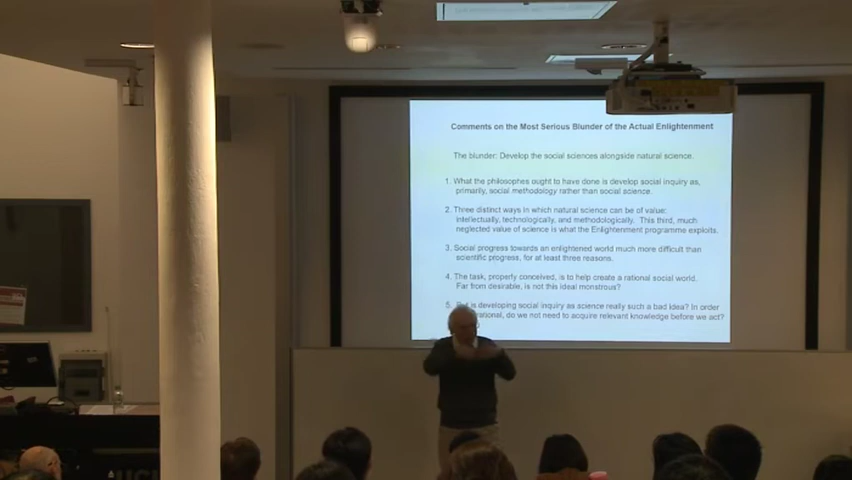 Comments on the Most Serious Blunder of the Actual Enlightenment
The blunder: Develop the social sciences alongside natural science.
1. What the philosophes ought to have done is develop social inquiry as,
primarily, social methodology rather than social science.
2. Three distinct ways in which natural science can be of value:
intellectually, technologically, and methodologically. This third, much
neglected value of science is what the Enlightenment programme exploits.
3. Social progress towards an enlightened world much more difficult than
scientific progress, for at least three reasons.
4. The task, properly conceived, is to help create a rational social world.
Far from desirable, is not this ideal monstrous?
5. is developing social inquiry as science really such a bad idea? In order
rational, do we not need to acquire relevant knowledge before we act?